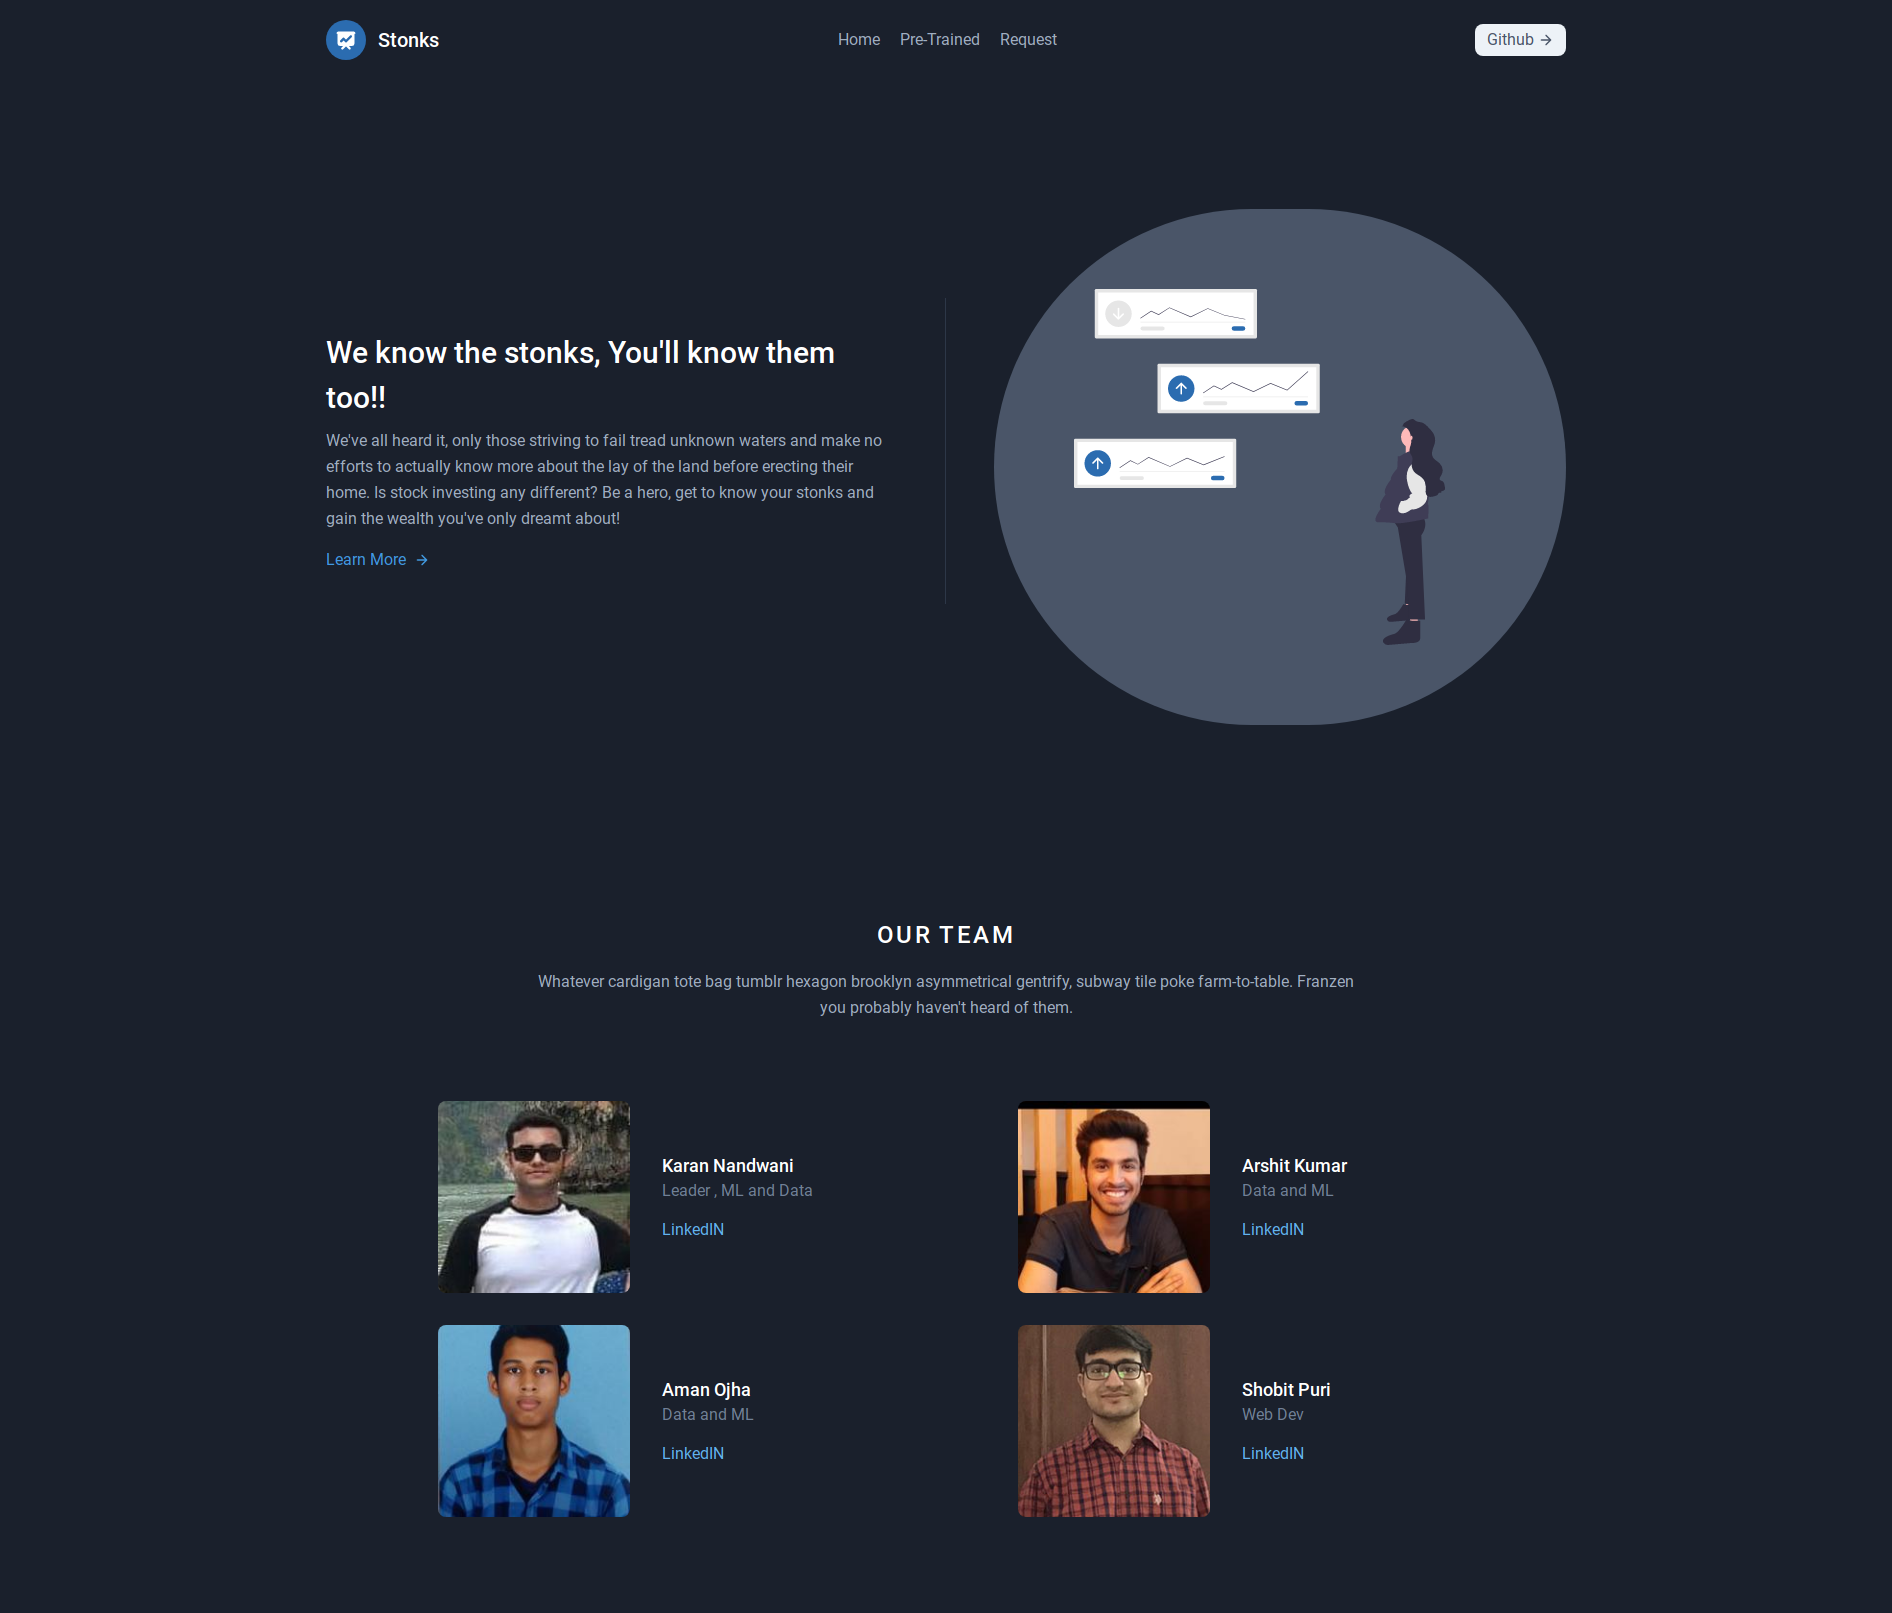 Stonks
Home Pre-Trained Request
Github
We know the stonks, You'll know them
too!!
We've all heard it, only those striving to fail tread unknown waters and make no
efforts to actually know more about the lay of the land before erecting their
home. Is stock investing any different? Be a hero, get to know your stonks and
gain the wealth you've only dreamt about!
Learn More
OUR TEAM
Whatever cardigan tote bag tumblr hexagon brooklyn asymmetrical gentrify, subway tile poke farm-to-table. Franzen
you probably haven't heard of them.
Karan Nandwani
Leader , ML and Data
LinkedIN
Arshit Kumar
Data and ML
LinkedIN
Aman Ojha
Data and ML
LinkedIN
Shobit Puri
Web Dev
LinkedIN